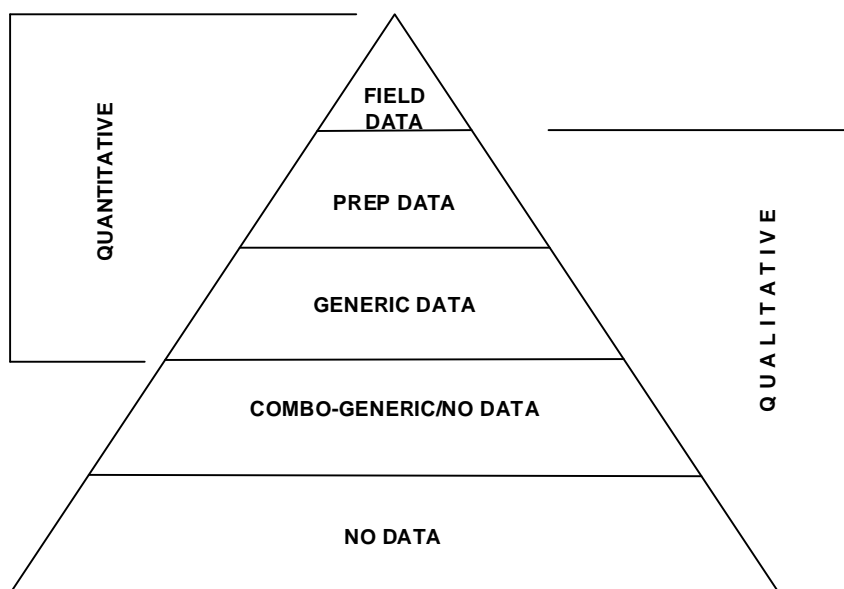 FIELD
DATA
QUANTITATIVE
PREP DATA
QUALITATIVE
GENERIC DATA
COMBO-GENERIC/NO DATA
NO DATA